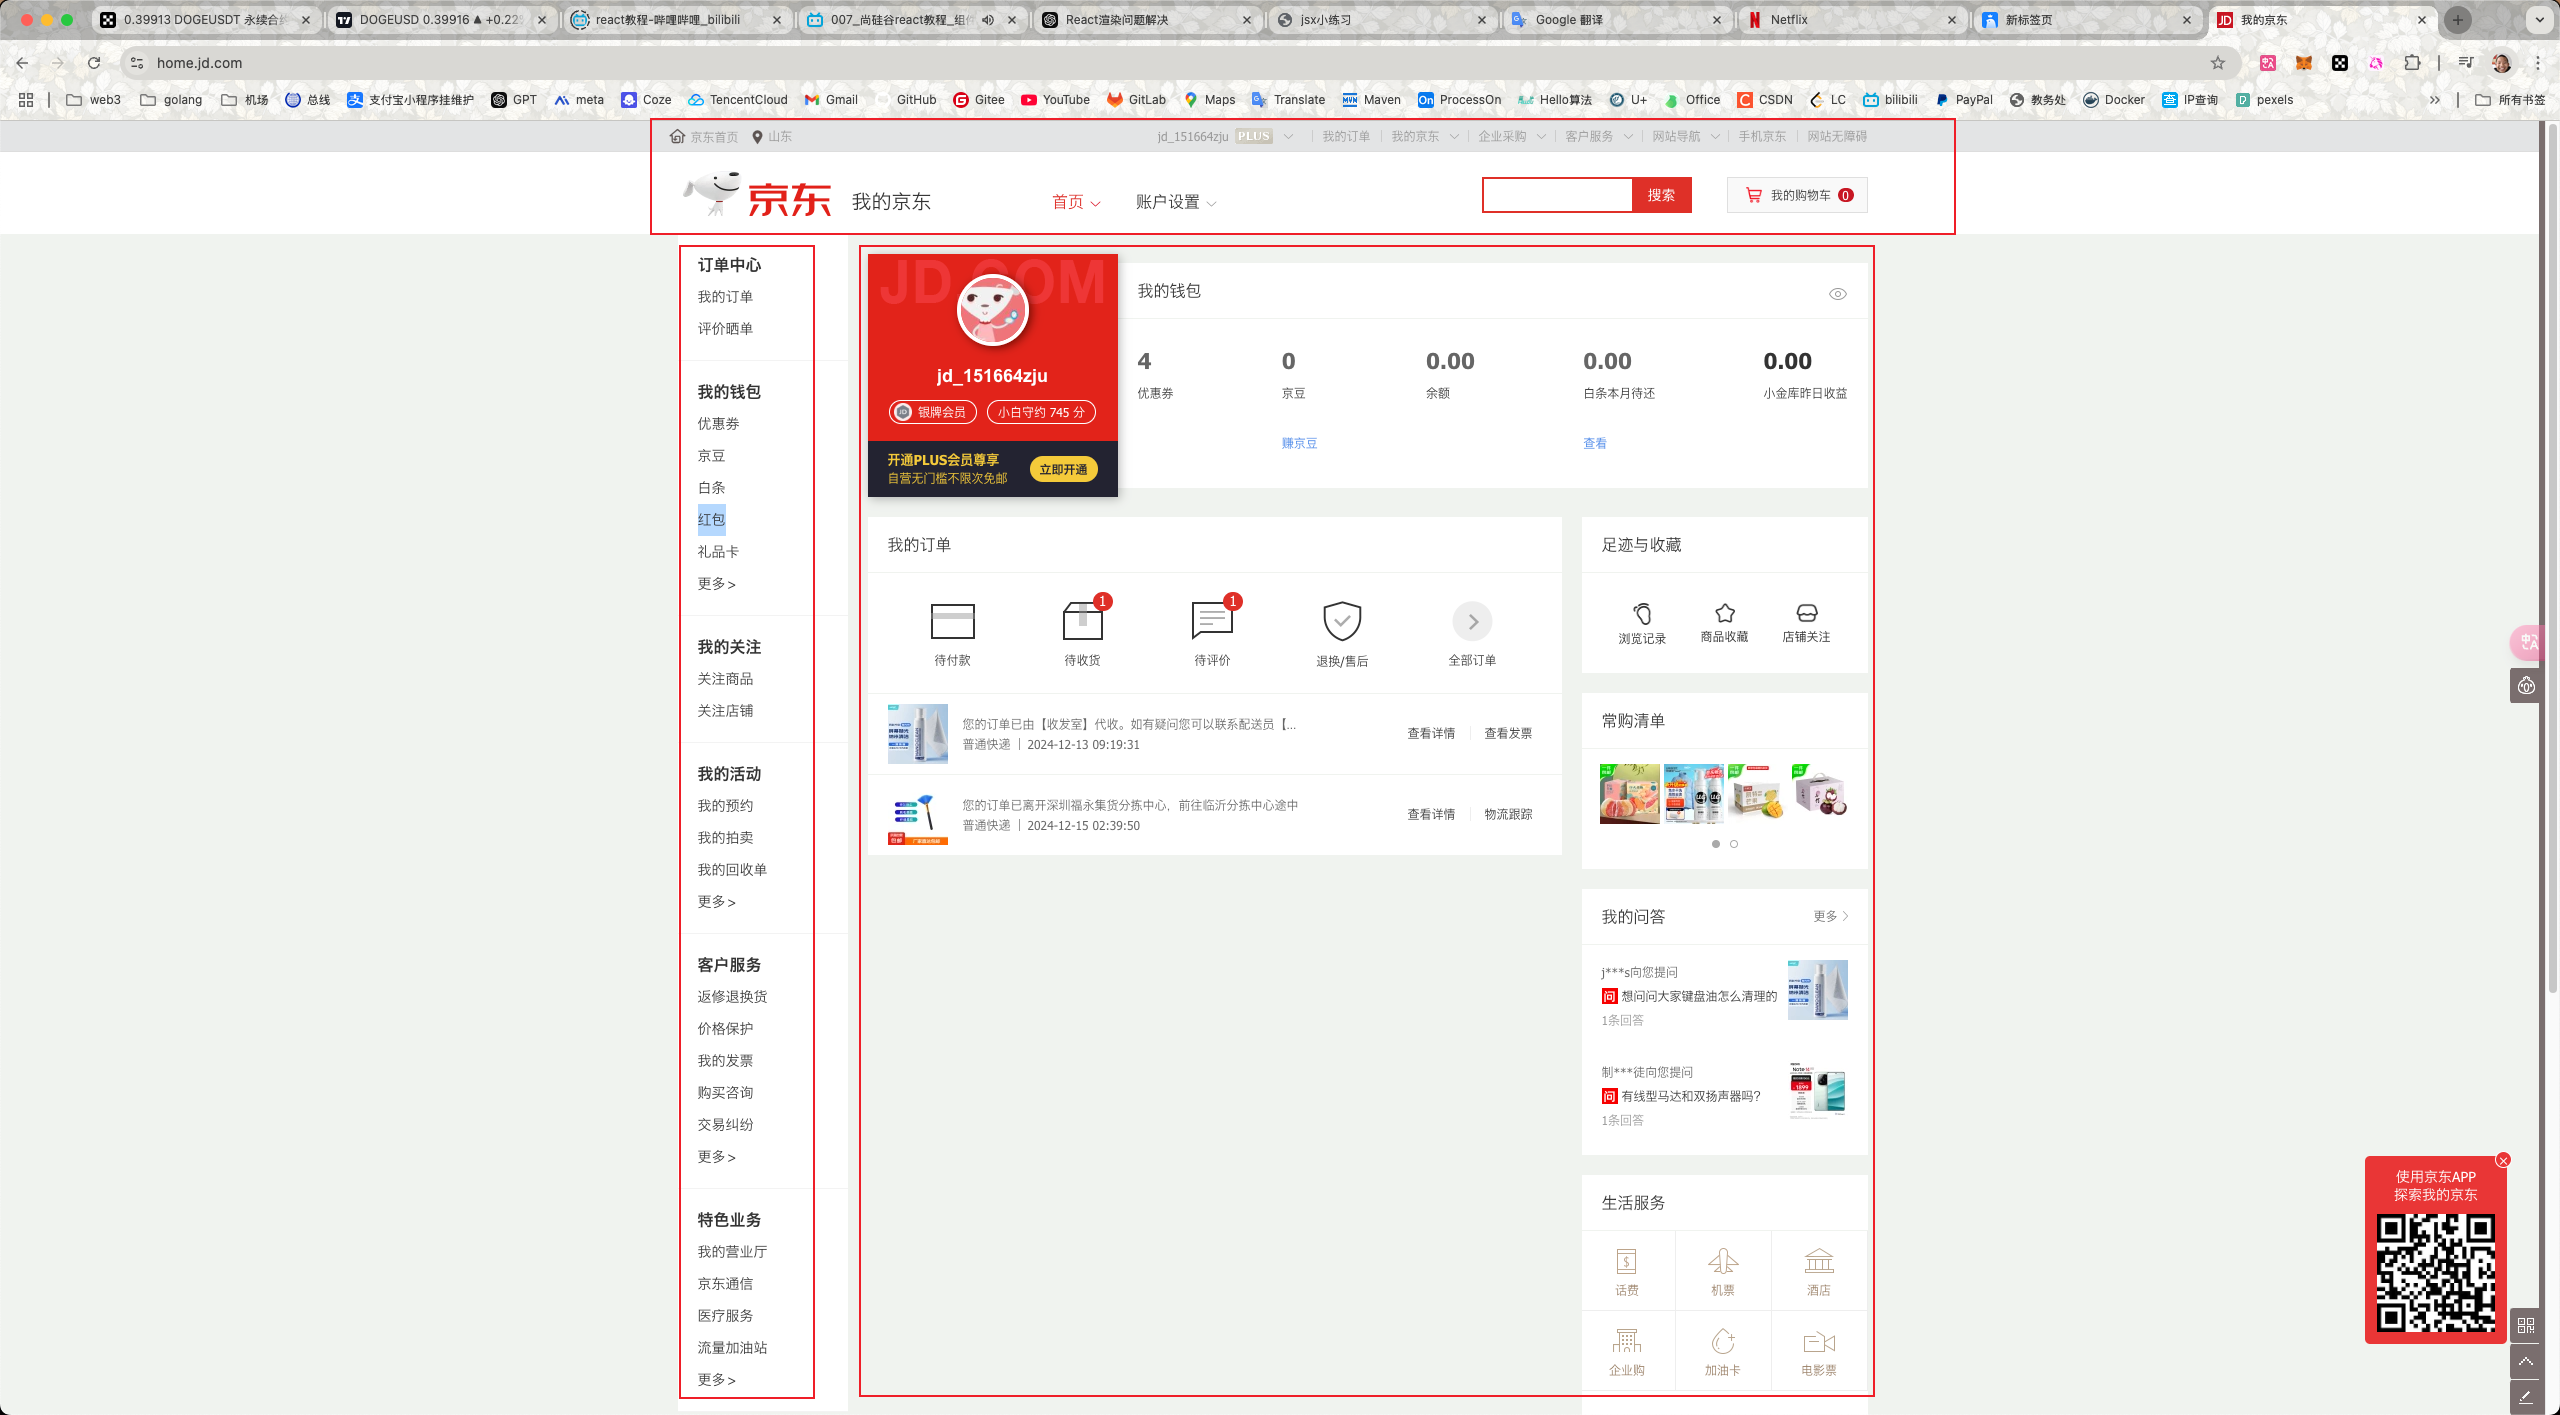 0.39913 DOGEUSDT 永续合约
DOGEUSD 0.39916 ▲ +0.22
react教程-哔哩哔哩_bilibili
007_尚硅谷react教程_组件
React渲染问题解决
jsx小练习
Google 翻译
Netflix
新标签页
我的京东
home.jd.com
web3 golang 机场 总线 支付宝小程序挂维护 GPT meta Coze TencentCloud Gmail GitHub Gitee YouTube GitLab Maps Translate Maven ProcessOn Hello算法 U+ Office CSDN LC bilibili PayPal 教务处 Docker IP查询 pexels
所有书签
京东首页 山东
jd_151664zju PLUS 我的订单 我的京东 企业采购 客户服务 网站导航 手机京东 网站无障碍
京东 我的京东 首页 账户设置 搜索 我的购物车 0
订单中心
我的订单
评价晒单
我的钱包
优惠券
京豆
白条
红包
礼品卡
更多>
我的关注
关注商品
关注店铺
我的活动
我的预约
我的拍卖
我的回收单
更多>
客户服务
返修退换货
价格保护
我的发票
购买咨询
交易纠纷
更多>
特色业务
我的营业厅
京东通信
医疗服务
流量加油站
更多>
JD.COM
jd_151664zju
银牌会员 小白守约 745 分
开通PLUS会员尊享
自营无门槛不限次免邮
立即开通
我的钱包
4 0 0.00 0.00 0.00
优惠券 京豆 余额 白条本月待还 小金库昨日收益
赚京豆 查看
我的订单
1 1
待付款 待收货 待评价 退换/售后 全部订单
您的订单已由【收发室】代收。如有疑问您可以联系配送员【...
普通快递 | 2024-12-13 09:19:31
查看详情 查看发票
您的订单已离开深圳福永集货分拣中心，前往临沂分拣中心途中
普通快递 | 2024-12-15 02:39:50
查看详情 物流跟踪
足迹与收藏
浏览记录 商品收藏 店铺关注
常购清单
我的问答 更多
j***s向您提问
问 想问问大家键盘油怎么清理的
1条回答
制***徒向您提问
问 有线型马达和双扬声器吗?
1条回答
生活服务
话费 机票 酒店
企业购 加油卡 电影票
使用京东APP
探索我的京东